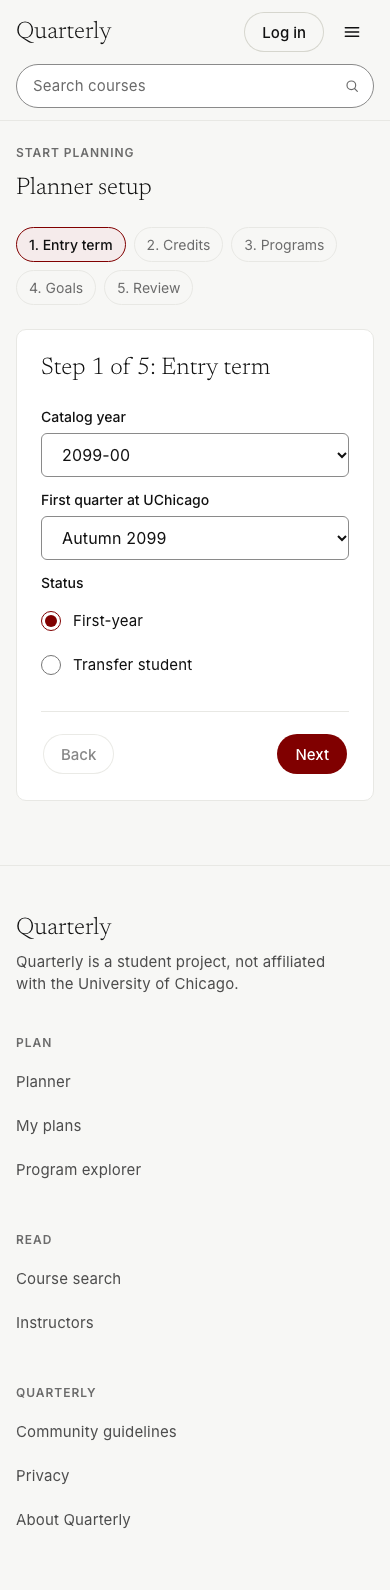 Quarterly
Log in
Search courses
START PLANNING
Planner setup
1. Entry term
2. Credits
3. Programs
4. Goals
5. Review
Step 1 of 5: Entry term
Catalog year
2099-00
First quarter at UChicago
Autumn 2099
Status
First-year
Transfer student
Back
Next
Quarterly
Quarterly is a student project, not affiliated
with the University of Chicago.
PLAN
Planner
My plans
Program explorer
READ
Course search
Instructors
QUARTERLY
Community guidelines
Privacy
About Quarterly